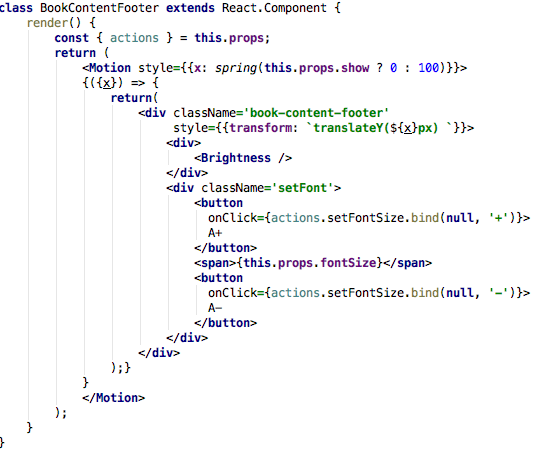 class BookContentFooter extends React.Component {
    render() {
        const { actions } = this.props;
        return (
            <Motion style={{x: spring(this.props.show ? 0 : 100)}}>
            {({x}) => {
                return(
                    <div className='book-content-footer'
                         style={{transform: `translateY(${x}px) `}}>
                        <div>
                            <Brightness />
                        </div>
                        <div className='setFont'>
                            <button
                              onClick={actions.setFontSize.bind(null, '+')}>
                              A+
                            </button>
                            <span>{this.props.fontSize}</span>
                            <button
                              onClick={actions.setFontSize.bind(null, '-')}>
                              A-
                            </button>
                        </div>
                    </div>
                );}
            }
            </Motion>
        );
    }
}